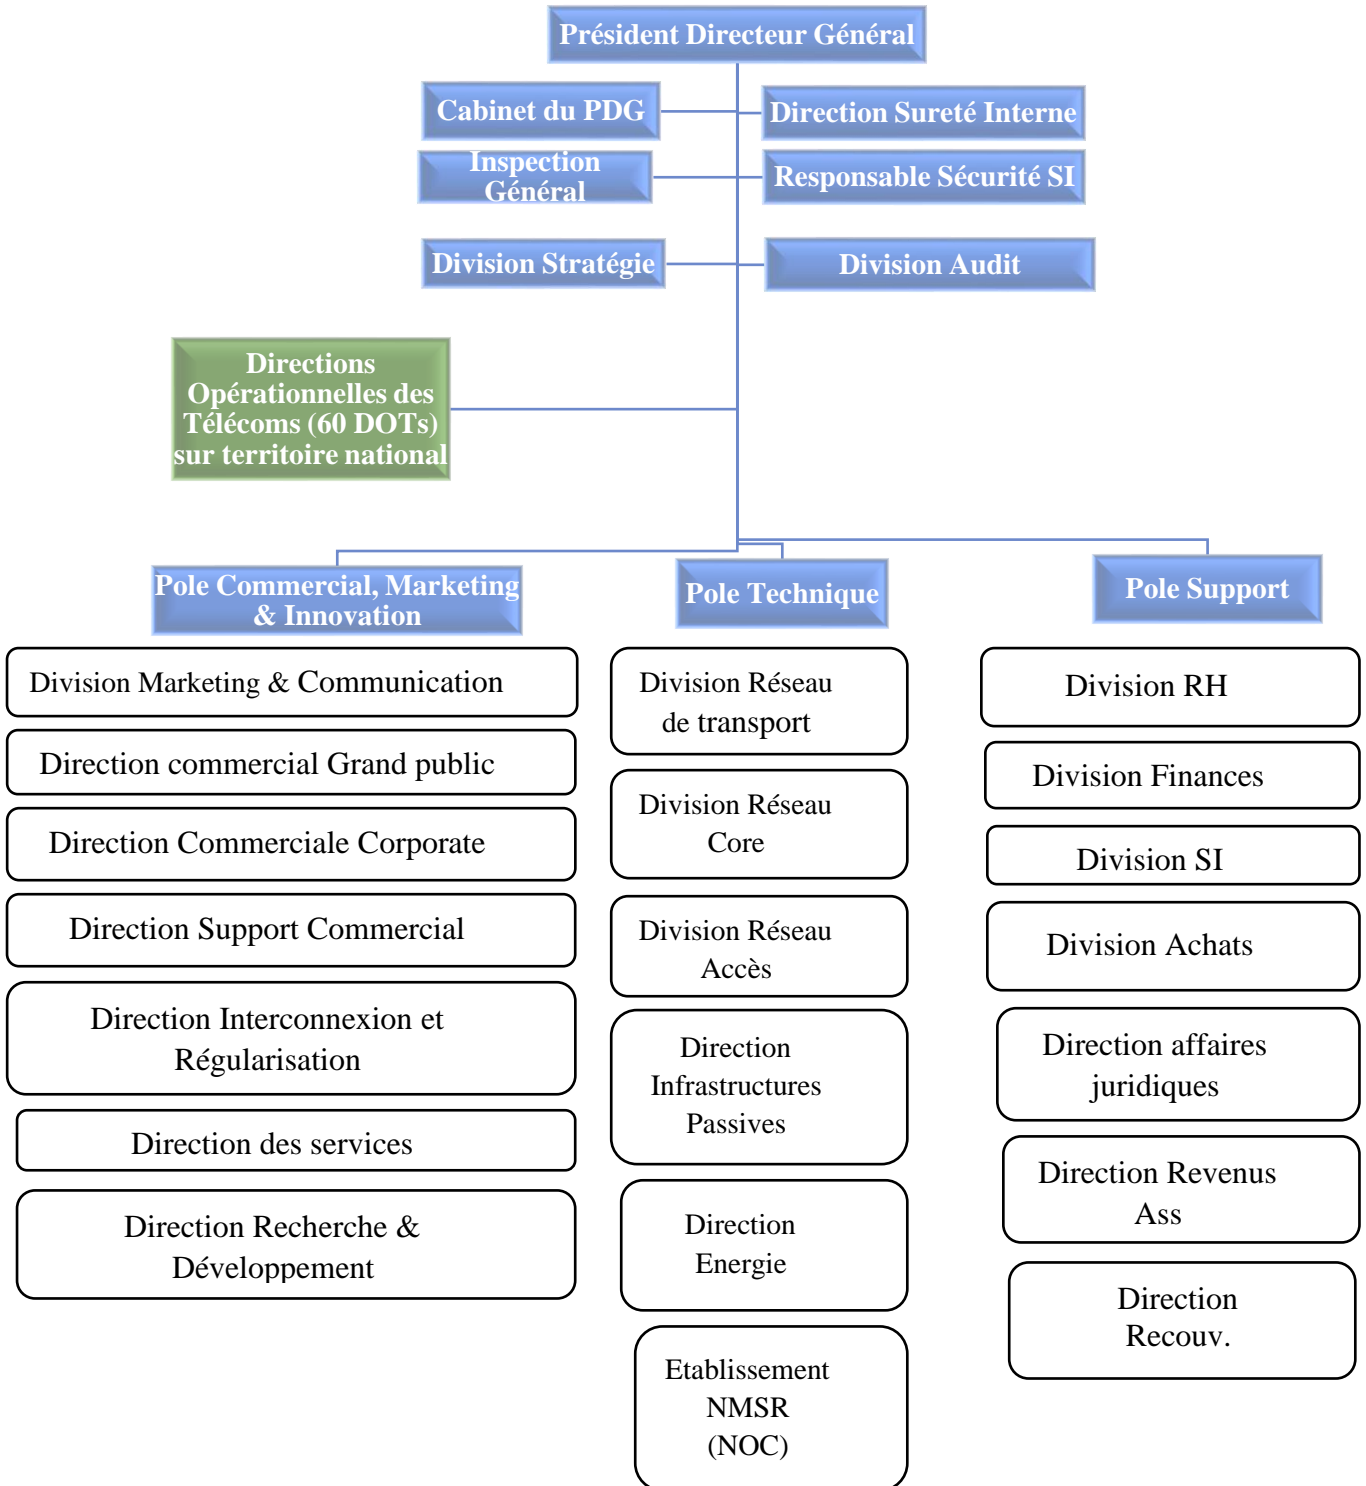 Président Directeur Général
Cabinet du PDG
Direction Sureté Interne
Inspection
Général
Responsable Sécurité SI
Division Stratégie
Division Audit
Directions
Opérationnelles des
Télécoms (60 DOTs)
sur territoire national
Pole Commercial, Marketing
& Innovation
Pole Technique
Pole Support
Division Marketing & Communication
Direction commercial Grand public
Direction Commerciale Corporate
Direction Support Commercial
Direction Interconnexion et
Régularisation
Direction des services
Direction Recherche &
Développement
Division Réseau
de transport
Division Réseau
Core
Division Réseau
Accès
Direction
Infrastructures
Passives
Direction
Energie
Etablissement
NMSR
(NOC)
Division RH
Division Finances
Division SI
Division Achats
Direction affaires
juridiques
Direction Revenus
Ass
Direction
Recouv.